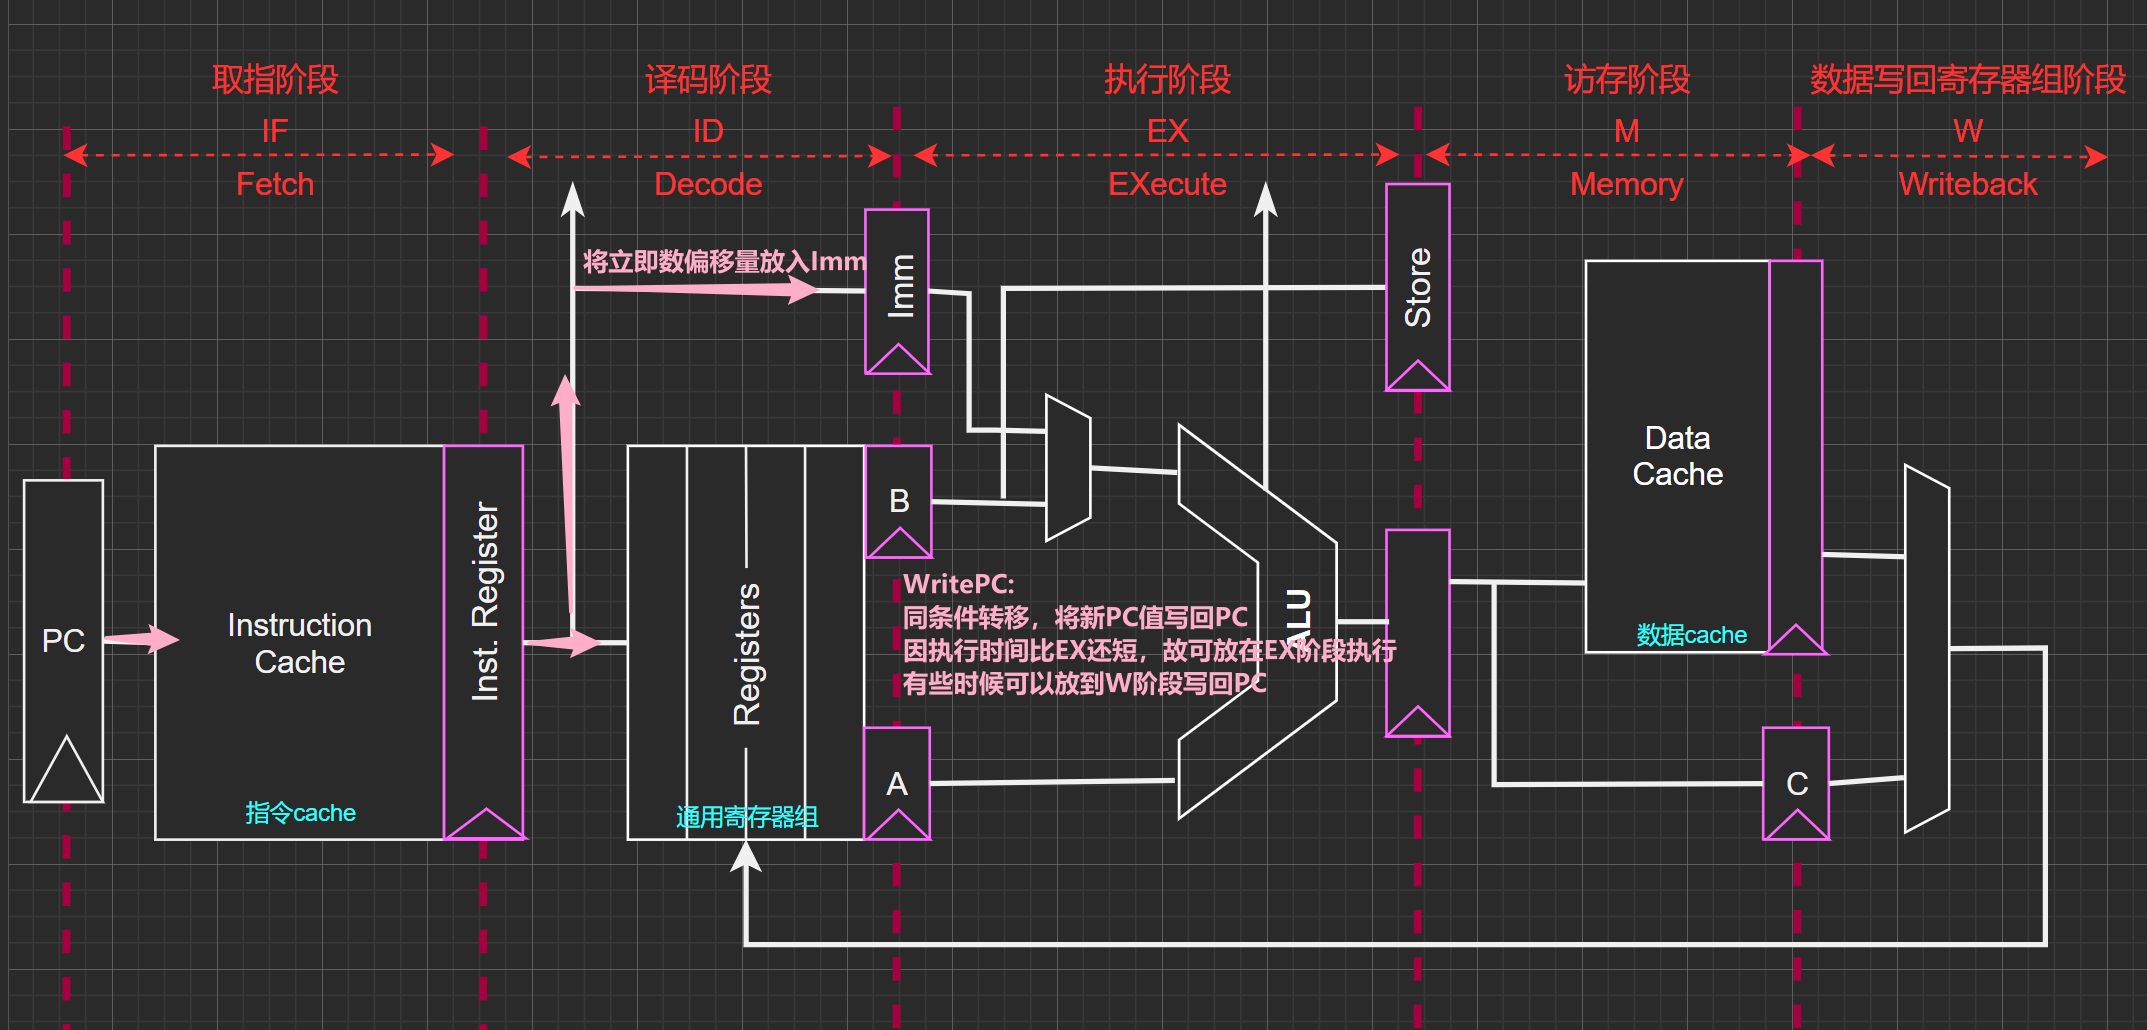 取指阶段
IF
Fetch
译码阶段
ID
Decode
执行阶段
EX
EXecute
访存阶段
M
Memory
数据写回寄存器组阶段
W
Writeback
将立即数偏移量放入Imm
Imm
Store
PC
Instruction
Cache
指令cache
Inst. Register
Registers
通用寄存器组
B
A
WritePC:
同条件转移，将新PC值写回PC
因执行时间比EX还短，故可放在EX阶段执行
有些时候可以放到W阶段写回PC
ALU
Data
Cache
数据cache
C